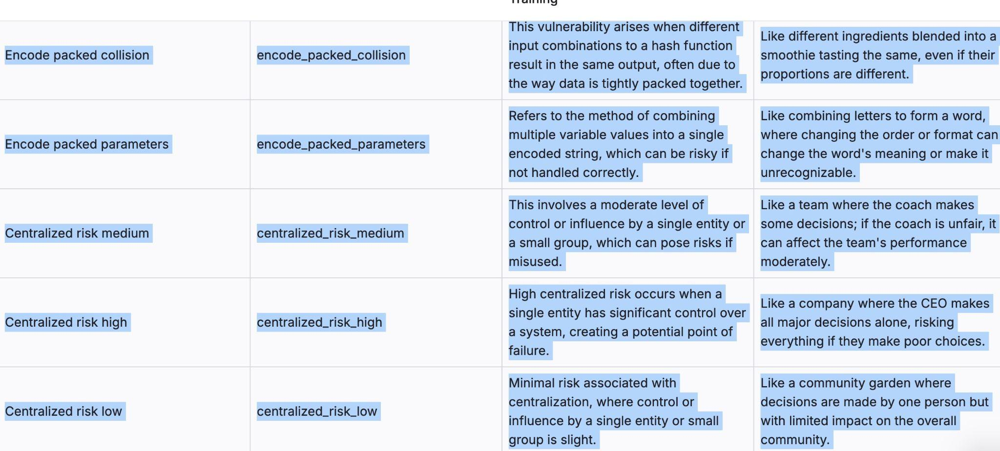 Training
Encode packed collision
encode_packed_collision
This vulnerability arises when different
input combinations to a hash function
result in the same output, often due to
the way data is tightly packed together.
Like different ingredients blended into a
smoothie tasting the same, even if their
proportions are different.
Encode packed parameters
encode_packed_parameters
Refers to the method of combining
multiple variable values into a single
encoded string, which can be risky if
not handled correctly.
Like combining letters to form a word,
where changing the order or format can
change the word's meaning or make it
unrecognizable.
Centralized risk medium
centralized_risk_medium
This involves a moderate level of
control or influence by a single entity or
a small group, which can pose risks if
misused.
Like a team where the coach makes
some decisions; if the coach is unfair, it
can affect the team's performance
moderately.
Centralized risk high
centralized_risk_high
High centralized risk occurs when a
single entity has significant control over
a system, creating a potential point of
failure.
Like a company where the CEO makes
all major decisions alone, risking
everything if they make poor choices.
Centralized risk low
centralized_risk_low
Minimal risk associated with
centralization, where control or
influence by a single entity or small
group is slight.
Like a community garden where
decisions are made by one person but
with limited impact on the overall
community.